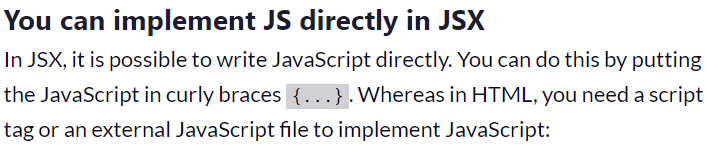 You can implement JS directly in JSX
In JSX, it is possible to write JavaScript directly. You can do this by putting
the JavaScript in curly braces {...}. Whereas in HTML, you need a script
tag or an external JavaScript file to implement JavaScript: